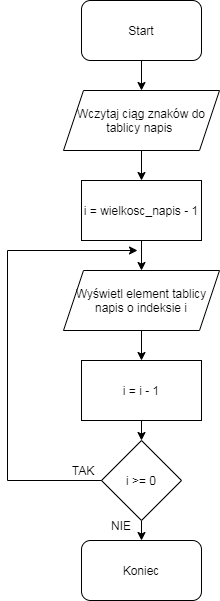 Start
Wczytaj ciąg znaków do
tablicy napis
i = wielkosc_napis - 1
Wyświetl element tablicy
napis o indeksie i
i = i - 1
TAK
i >= 0
NIE
Koniec